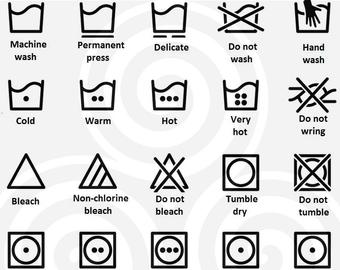 Machine
wash
Permanent
press
Delicate
Do not
wash
Hand
wash
Cold
Warm
Hot
Very
hot
Do not
wring
Bleach
Non-chlorine
bleach
Do not
bleach
Tumble
dry
Do not
tumble